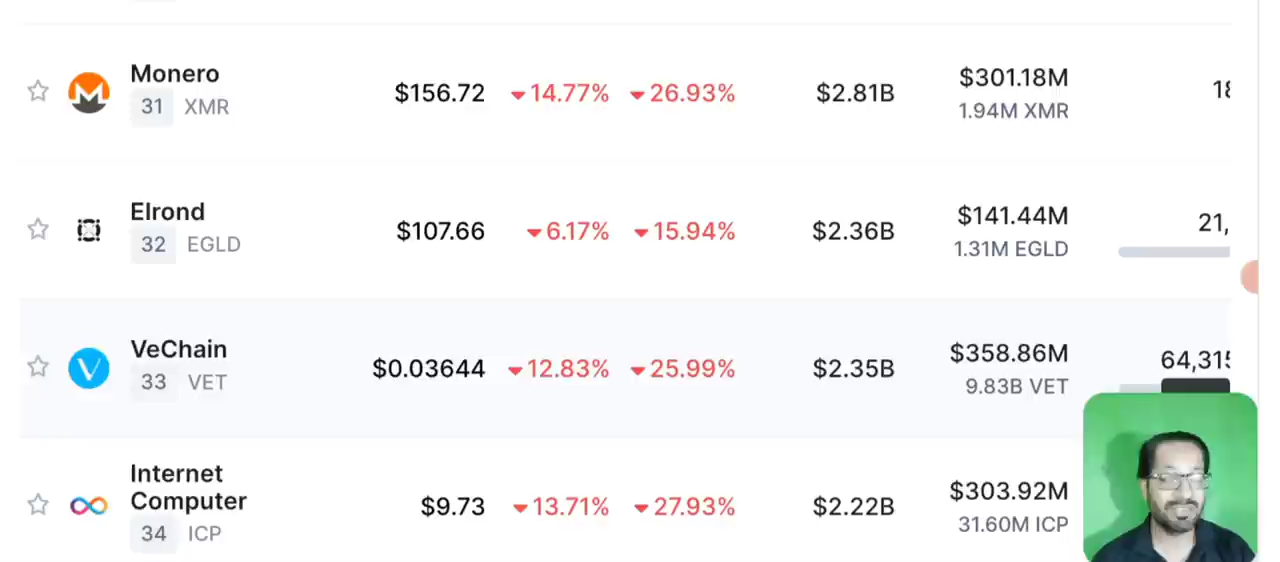 Monero
31 XMR
$156.72 14.77% 26.93% $2.81B $301.18M
1.94M XMR
Elrond
32 EGLD
$107.66 6.17% 15.94% $2.36B $141.44M 21,
1.31M EGLD
VeChain
33 VET
$0.03644 12.83% 25.99% $2.35B $358.86M 64,315
9.83B VET
Internet
Computer
34 ICP
$9.73 13.71% 27.93% $2.22B $303.92M
31.60M ICP